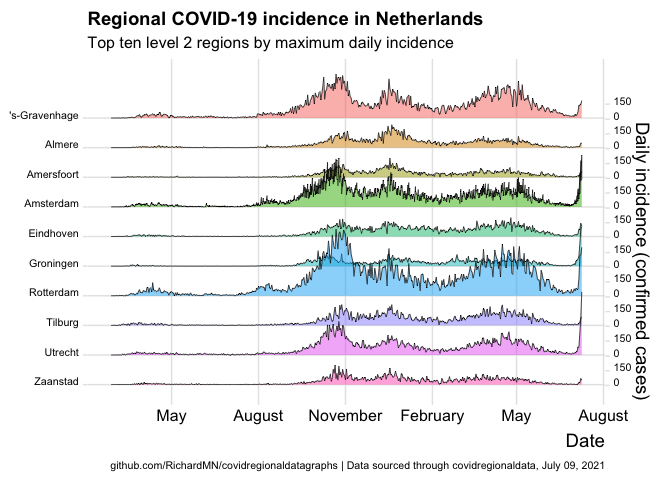 Regional COVID-19 incidence in Netherlands
Top ten level 2 regions by maximum daily incidence
's-Gravenhage
Almere
Amersfoort
Amsterdam
Eindhoven
Groningen
Rotterdam
Tilburg
Utrecht
Zaanstad
150
0
150
0
150
0
150
0
150
0
150
0
150
0
150
0
150
0
150
0
Daily incidence (confirmed cases)
May August November February May August
Date
github.com/RichardMN/covidregionaldatagraphs | Data sourced through covidregionaldata, July 09, 2021